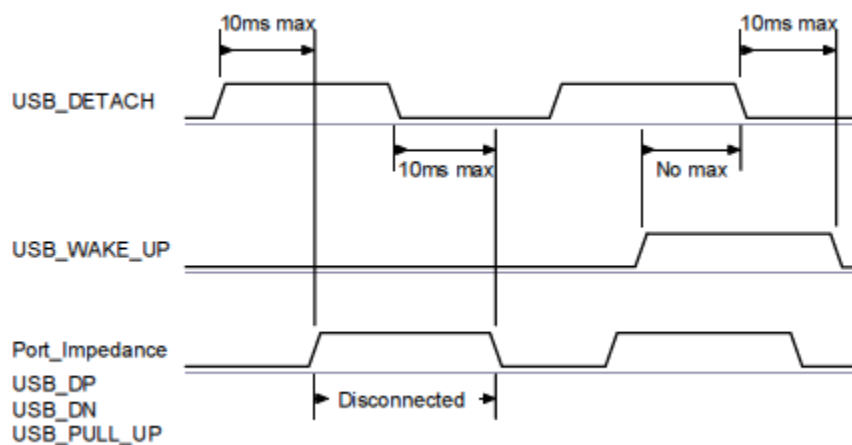 10ms max
10ms max
USB_DETACH
10ms max
No max
USB_WAKE_UP
Port_Impedance
USB_DP
Disconnected
USB_DN
USB_PULL_UP